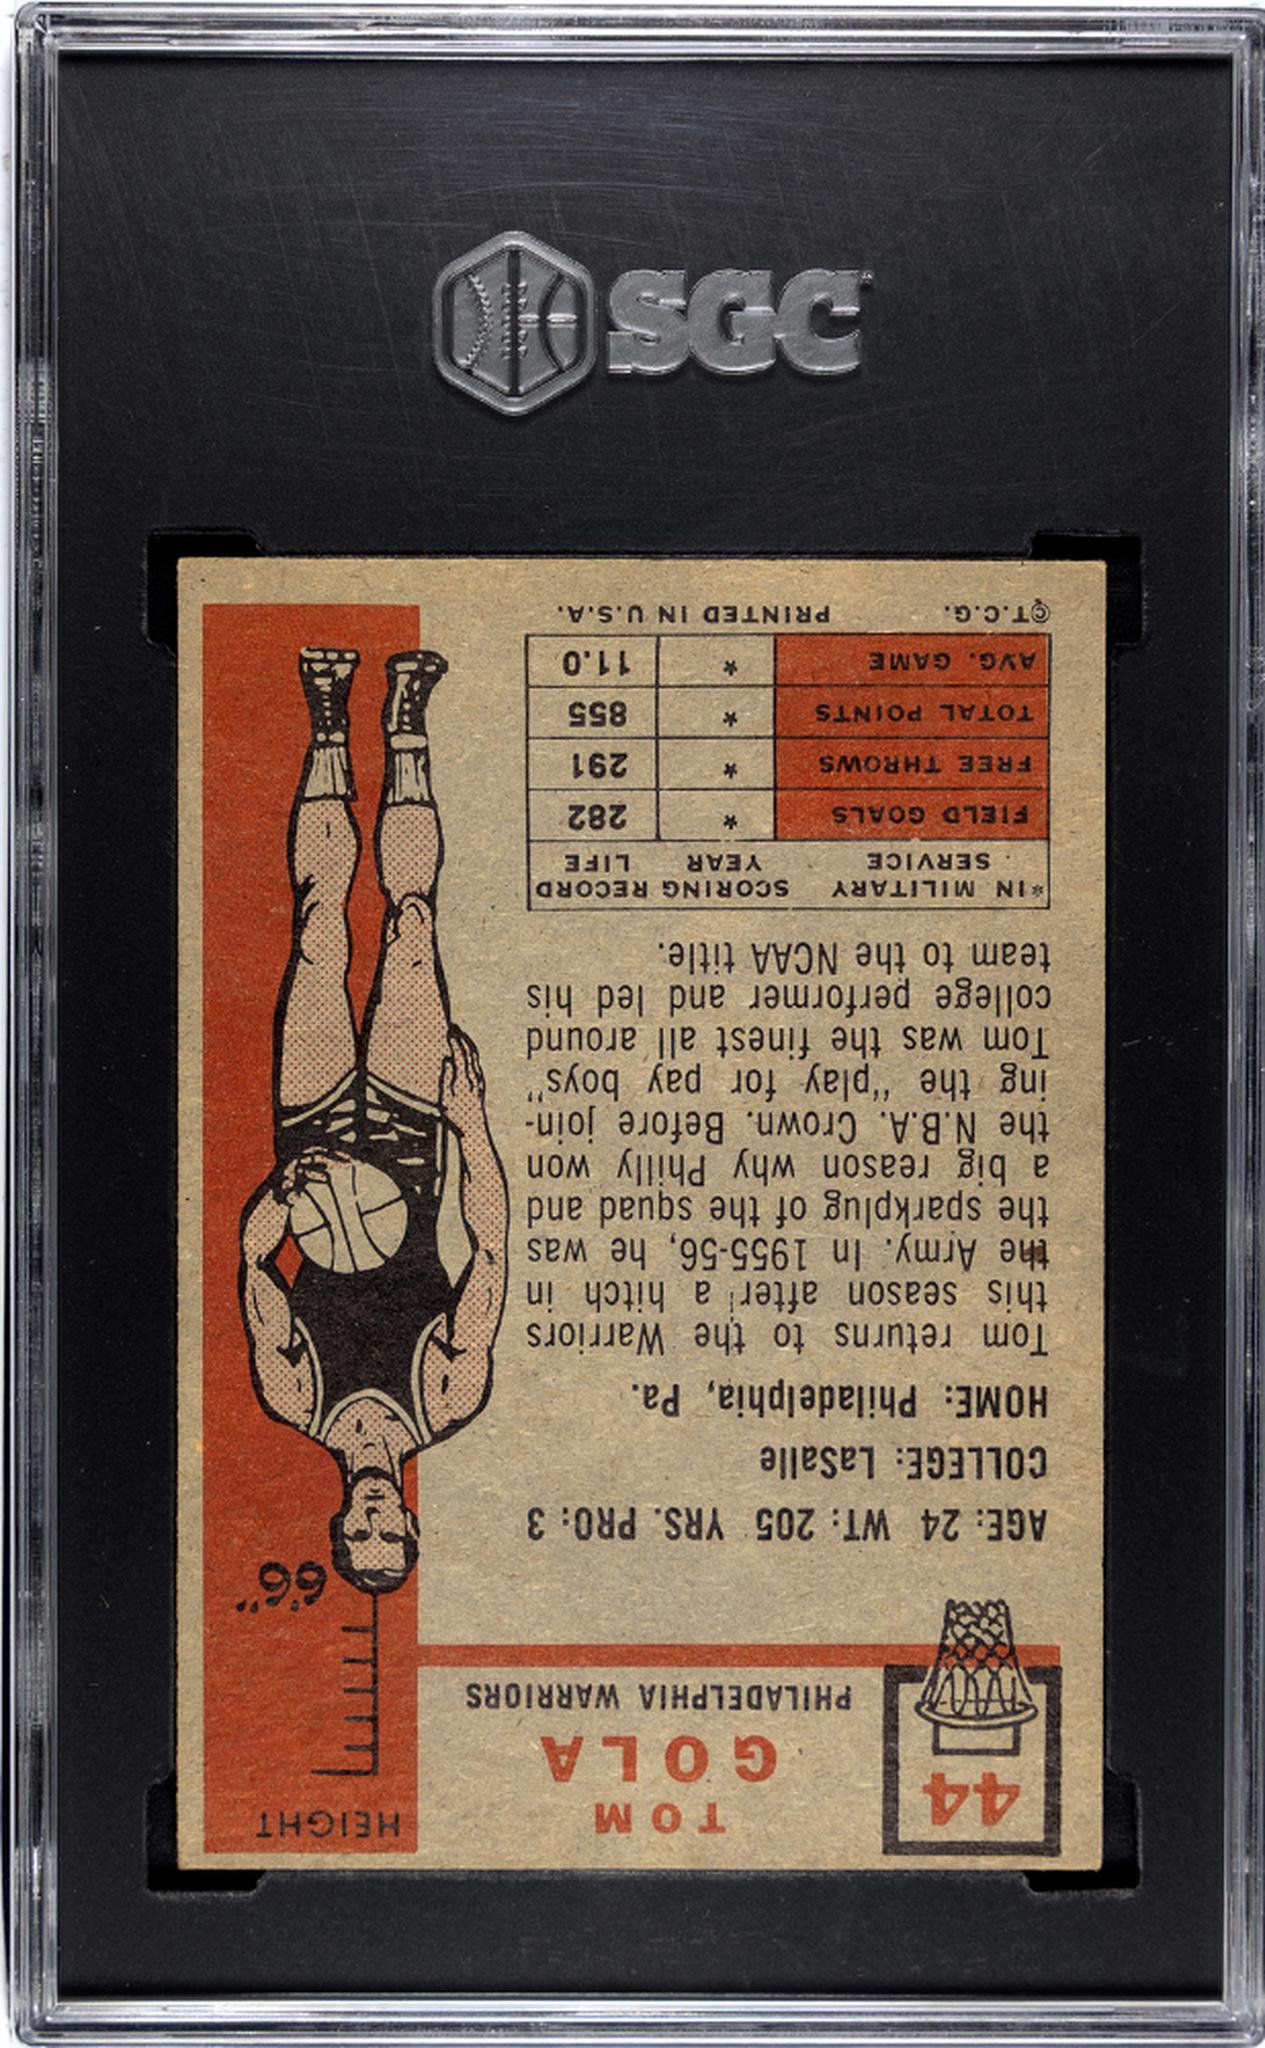 SGC
44
TOM
GOLA
PHILADELPHIA WARRIORS
HEIGHT
6'6"
AGE: 24 WT: 205 YRS. PRO: 3
COLLEGE: LaSalle
HOME: Philadelphia, Pa.
Tom returns to the Warriors
this season after a hitch in
the Army. In 1955-56, he was
the sparkplug of the squad and
a big reason why Philly won
the N.B.A. Crown. Before join-
ing the "play for pay boys"
Tom was the finest all around
college performer and led his
team to the NCAA title.
*IN MILITARY SERVICE SCORING RECORD
YEAR LIFE
FIELD GOALS * 282
FREE THROWS * 291
TOTAL POINTS * 855
AVG. GAME * 11.0
©T.C.G. PRINTED IN U.S.A.